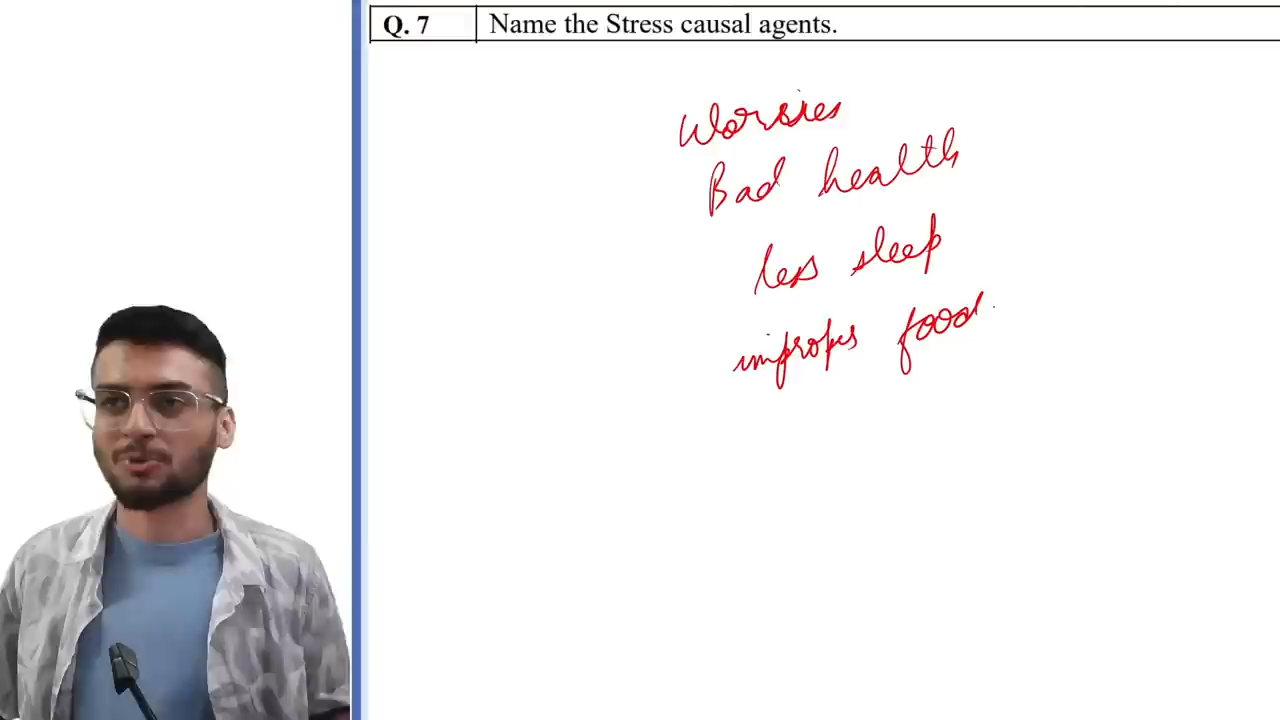 Q. 7 Name the Stress causal agents.
Worries
Bad health
less sleep
improper food